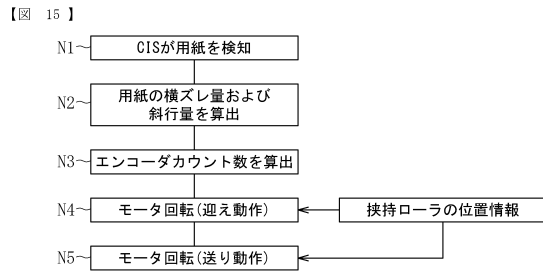 【図 15 】
N1 CISが用紙を検知
N2 用紙の横ズレ量および
斜行量を算出
N3 エンコーダカウント数を算出
N4 モータ回転(迎え動作) 挟持ローラの位置情報
N5 モータ回転(送り動作)